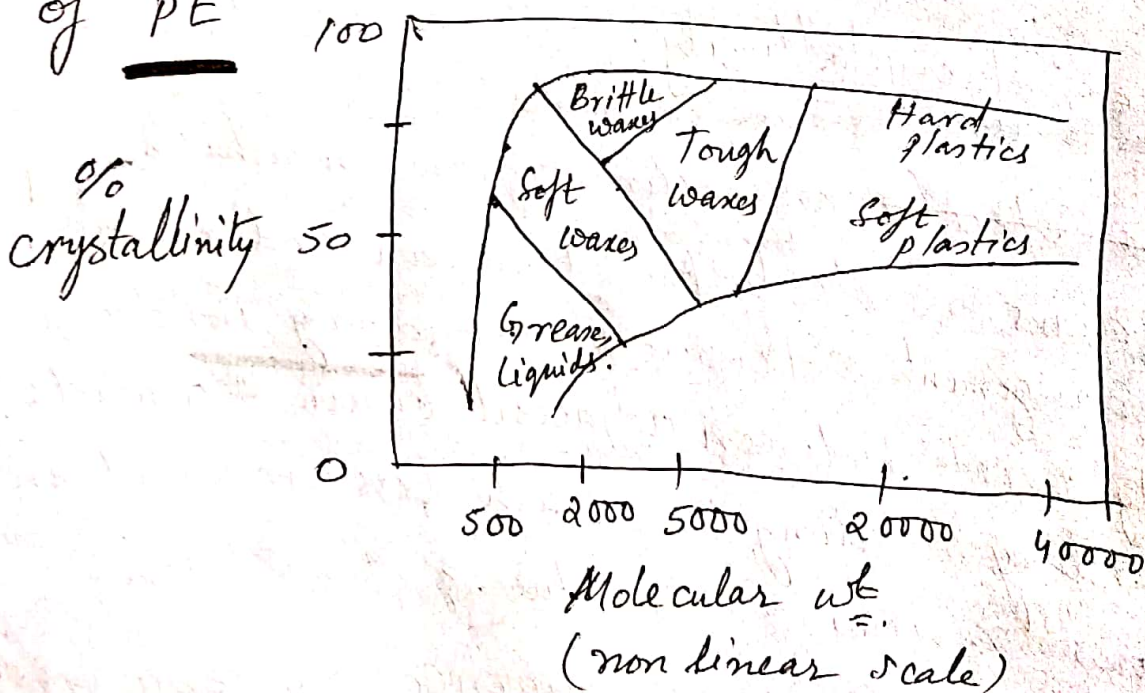 of PE
100
Brittle
waxes
Hard
plastics
Tough
waxes
%
crystallinity
Soft
waxes
50
Soft
plastics
Grease,
Liquids.
0
500 2000 5000 20000 40000
Molecular wt.
(non linear scale)